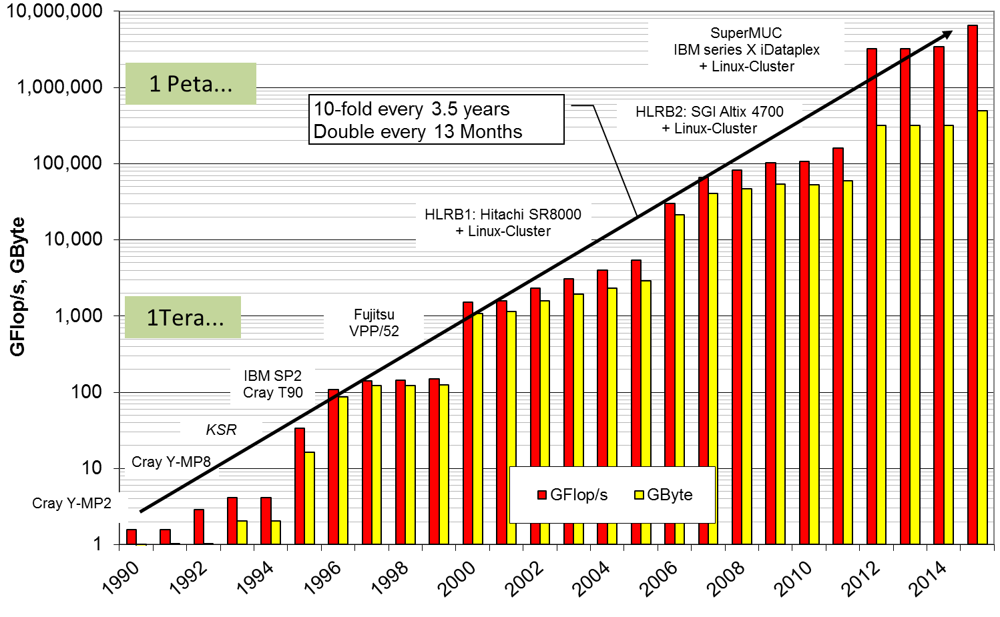 10,000,000
1,000,000
100,000
10,000
1,000
100
10
1
GFlop/s, GByte
1 Peta...
1Tera...
10-fold every 3.5 years
Double every 13 Months
SuperMUC
IBM series X iDataplex
+ Linux-Cluster
HLRB2: SGI Altix 4700
+ Linux-Cluster
HLRB1: Hitachi SR8000
+ Linux-Cluster
Fujitsu
VPP/52
IBM SP2
Cray T90
KSR
Cray Y-MP8
Cray Y-MP2
GFlop/s
GByte
1990
1992
1994
1996
1998
2000
2002
2004
2006
2008
2010
2012
2014